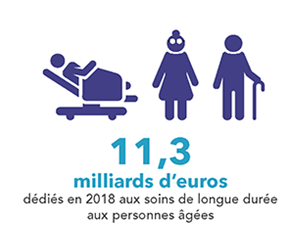 11,3
milliards d'euros
dédiés en 2018 aux soins de longue durée
aux personnes âgées